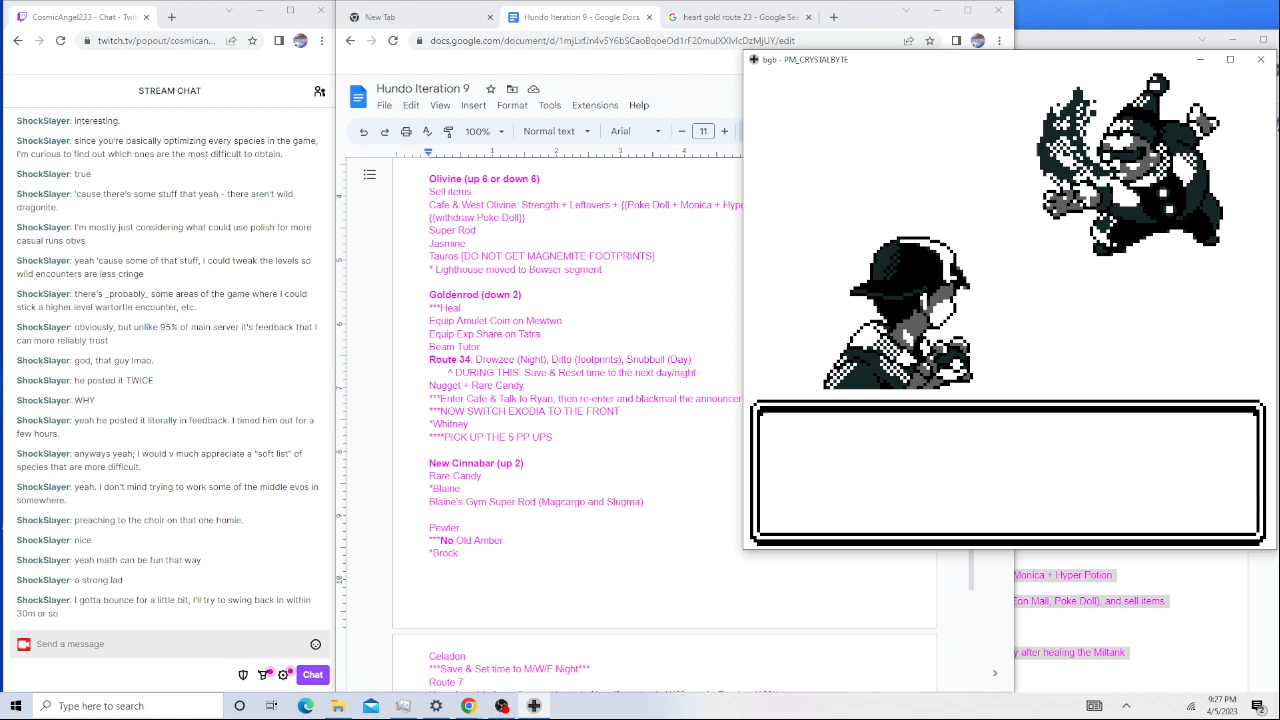 CosmicAngel233 - Chat - Twit
twitch.tv/popout/cosmican...
STREAM CHAT
ShockSlayer: interesting.
ShockSlayer: since you're basically optimizing every species in the game,
I'm curious to find out which ones are the most difficult to obtain.
ShockSlayer: true
ShockSlayer: 'cause there's some stuff that yeah - there aren't wild
dragonite.
ShockSlayer: I'm mostly just considering what could use polish for more
casual runs obvs
ShockSlayer: yeah 'cause some of that stuff, I could tweak the levels so
wild encounters are less cringe
ShockSlayer: there's _probably_ some areas of the game where I could
stick a higher level wartortle encounter, etc.
ShockSlayer: obviously, but unlike 95% of main server it's feedback that I
can more reliably trust
ShockSlayer: god, that guy lmao.
ShockSlayer: he posted it TWICE
ShockSlayer: WHY
ShockSlayer: yeah he posted it literally in feedback. I timed him out for a
few hours.
ShockSlayer: anyways yeah; I would v much appreciate a "soft list" of
species that are more difficult.
ShockSlayer: yeah. I don't mind trying to work some of the middle evos in
somewhere.
ShockSlayer: preaching to the choir on that one homie.
ShockSlayer: nice
ShockSlayer: yeah math can be fun that way
ShockSlayer: a strong lad
ShockSlayer: I gotta bounce for a little bit, I'll try to swing back in within
30m or so
Send a message
Chat
New Tab
Hundo Iteration 9 - Google Docs
heart gold route 23 - Google Se
Hundo Iteration 9
File Edit View Insert Format Tools Extensions Help
100% Normal text Arial 11
1 2 3 4
Olivine (up 6 or down 6)
Sell items
Cafe & West Olivine: Strength + Leftovers + {{Poke Doll + Monica + Hype
{{withdraw Poke Doll}}
Super Rod
Jasmine
Tauros [DO NOT GET MAGNEMITE FOOTPRINTS]
* Lighthouse moved to Bowser segment
Goldenrod (down 2)
***Heal
Equip Amulet Coin on Mewtwo
Equip Exp Share on Tatra
Beam Tutor
Route 34: Drowzee (Night), Ditto (footprints), Snubbull (Day)
^ DURING THIS: Save & Reset time to the next day/night
Nugget + Rare Candy
***Enter Cafe & Talk to Ryan, then re-enter and blackmail the announcer
***NOW SWITCH EXODIA TO THE FRONT
*Whitney
****PICK UP THE 5 PP UPS
New Cinnabar (up 2)
Rare Candy
*Blaine
Blaine's Gym Super Rod (Magcargo and Slugma)
Pewter
***No Old Amber
*Brock
Celadon
***Save & Set time to M/W/F Night***
Route 7
bgb - PM_CRYSTALBYTE
Monica + Hyper Potion
Eon Mail, Poke Doll), and sell items
y after healing the Miltank
Type here to search
9:27 PM
4/5/2023
2